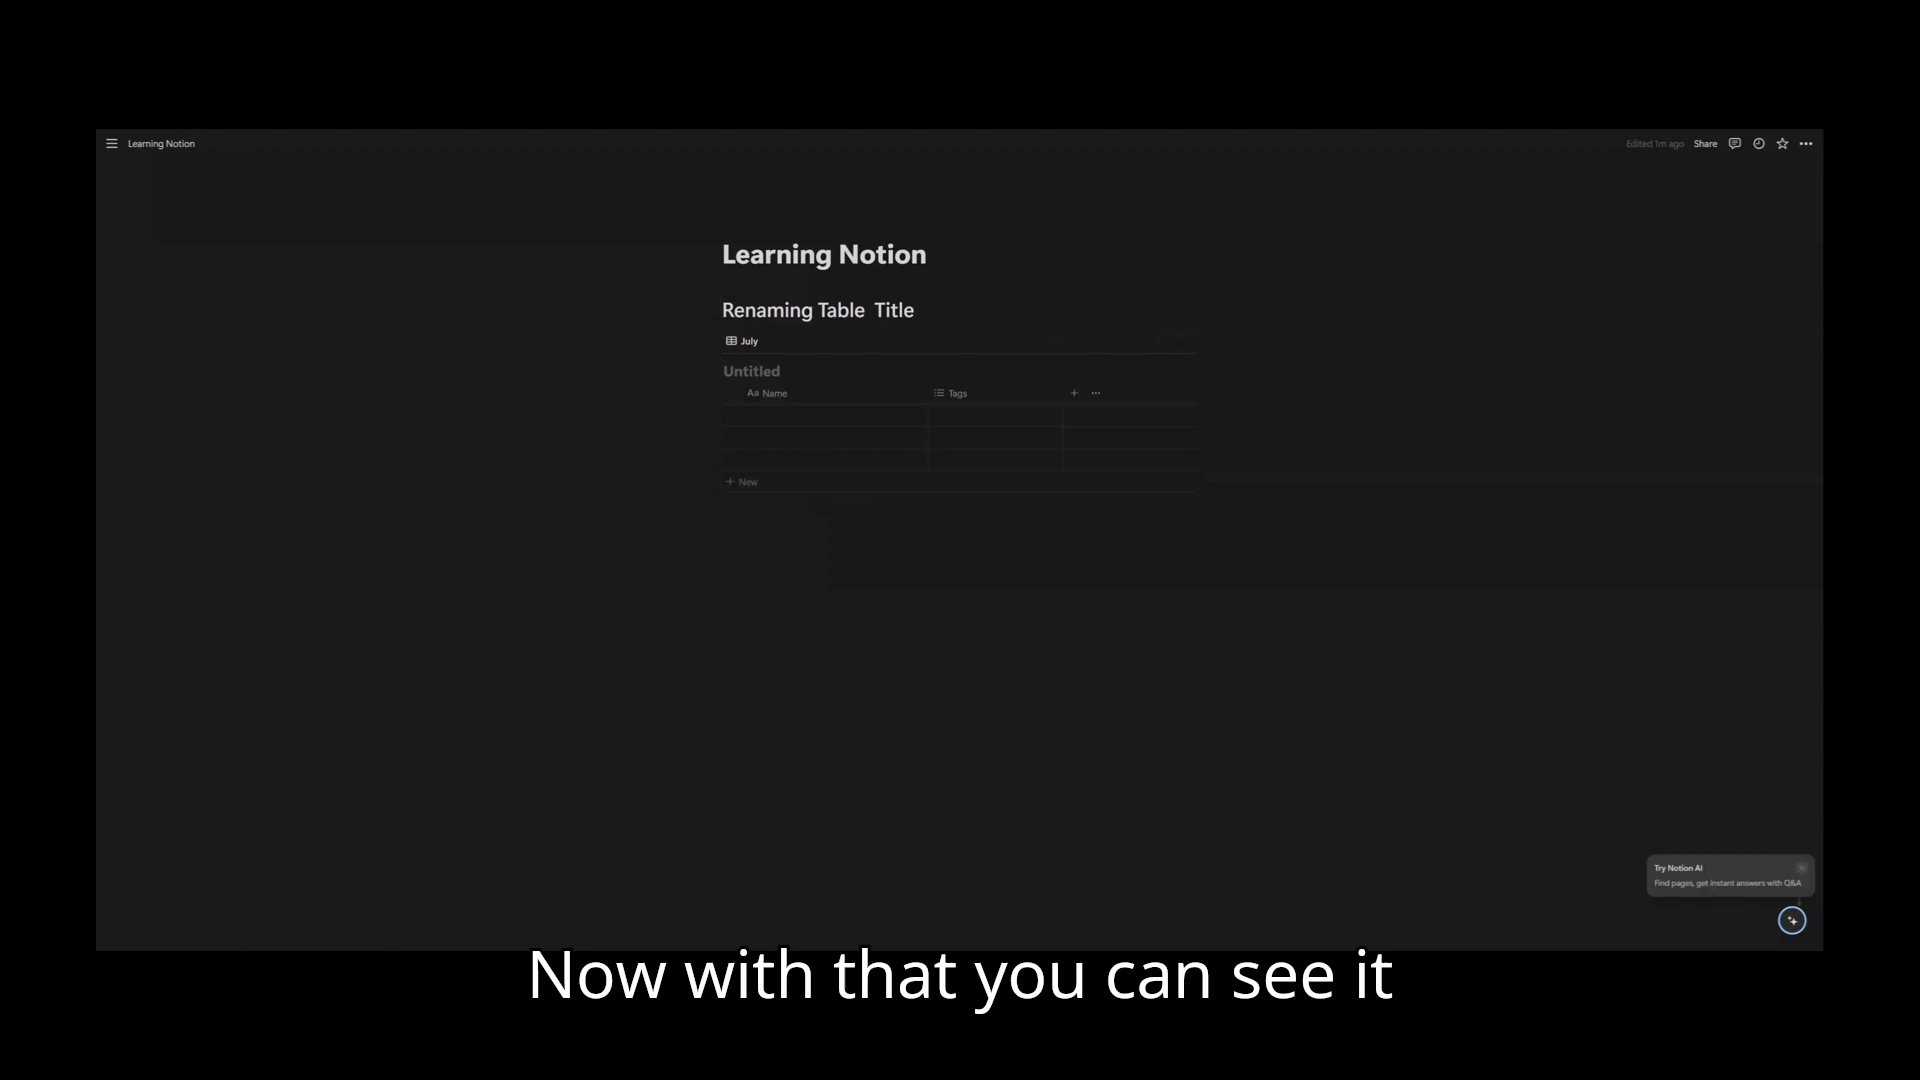 Learning Notion
Edited 1m ago Share
Learning Notion
Renaming Table Title
July
Untitled
Aa Name Tags
+ New
Try Notion AI
Find pages, get instant answers with Q&A
Now with that you can see it